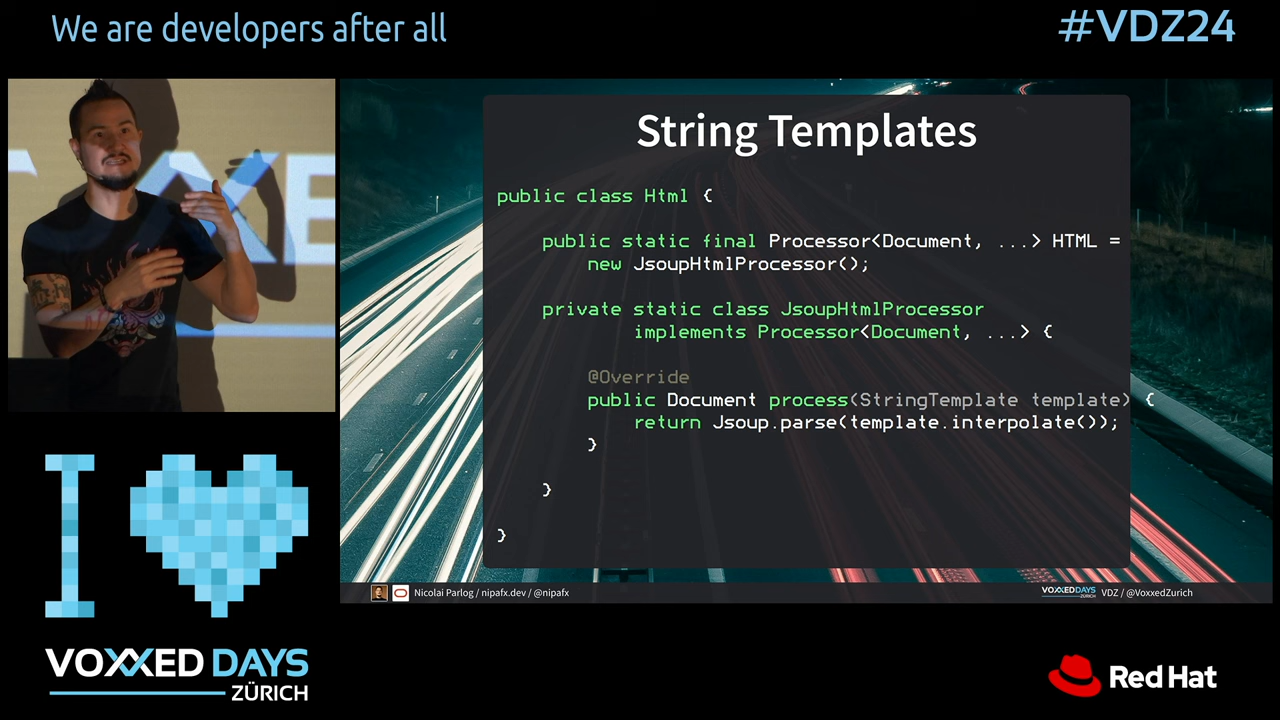 We are developers after all
#VDZ24
String Templates
public class Html {
public static final Processor<Document, ...> HTML =
new JsoupHtmlProcessor();
private static class JsoupHtmlProcessor
implements Processor<Document, ...> {
@Override
public Document process(StringTemplate template) {
return Jsoup.parse(template.interpolate());
}
}
}
Nicolai Parlog / nipafx.dev / @nipafx
VOXXED DAYS
ZÜRICH
VDZ / @VoxxedZurich
I
VOXXED DAYS
ZÜRICH
Red Hat